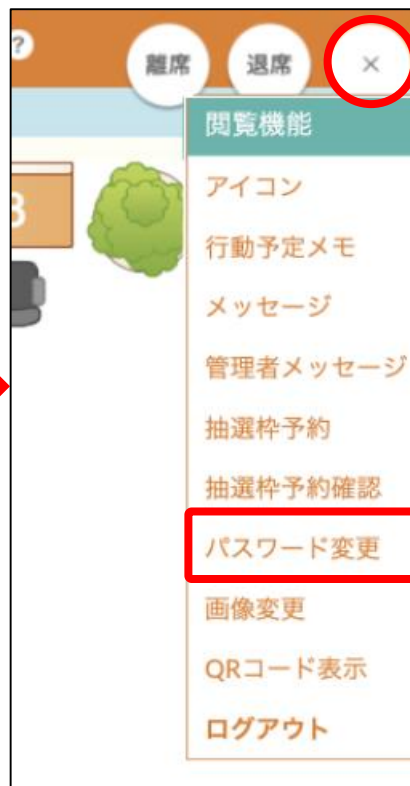 ?
離席
退席
×
閲覧機能
アイコン
行動予定メモ
メッセージ
管理者メッセージ
抽選枠予約
抽選枠予約確認
パスワード変更
画像変更
QRコード表示
ログアウト